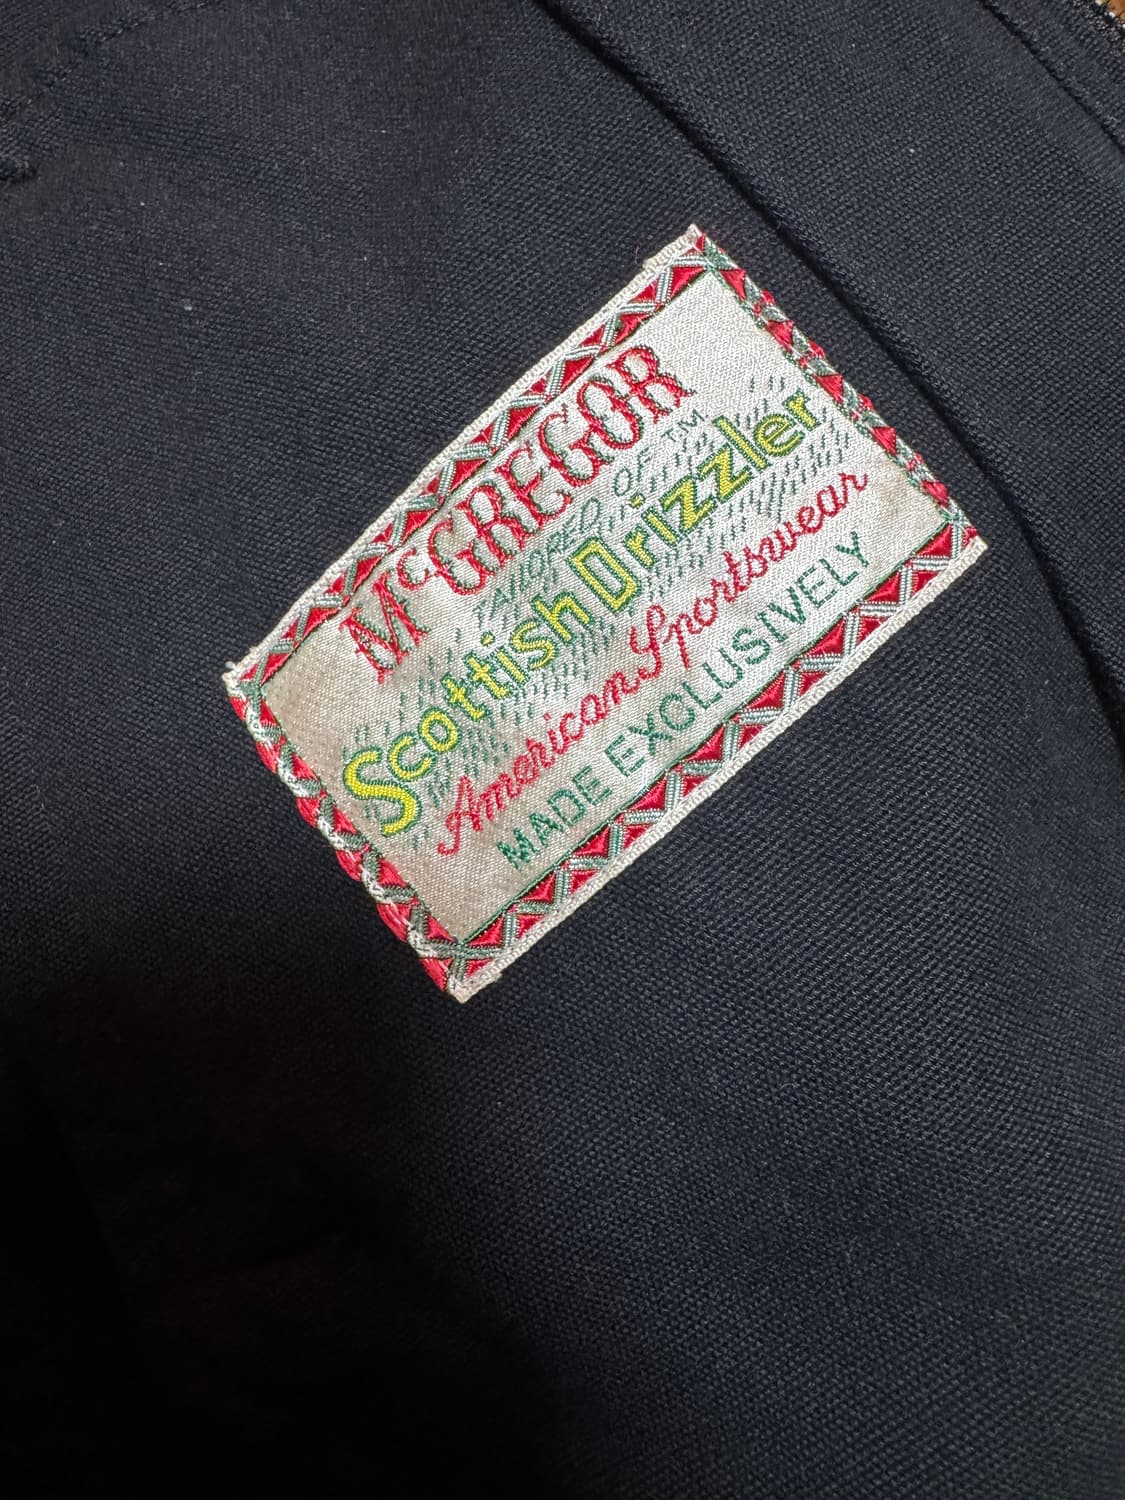 McGREGOR
TAILORED OF TM
Scottish Drizzler
American Sportswear
MADE EXCLUSIVELY